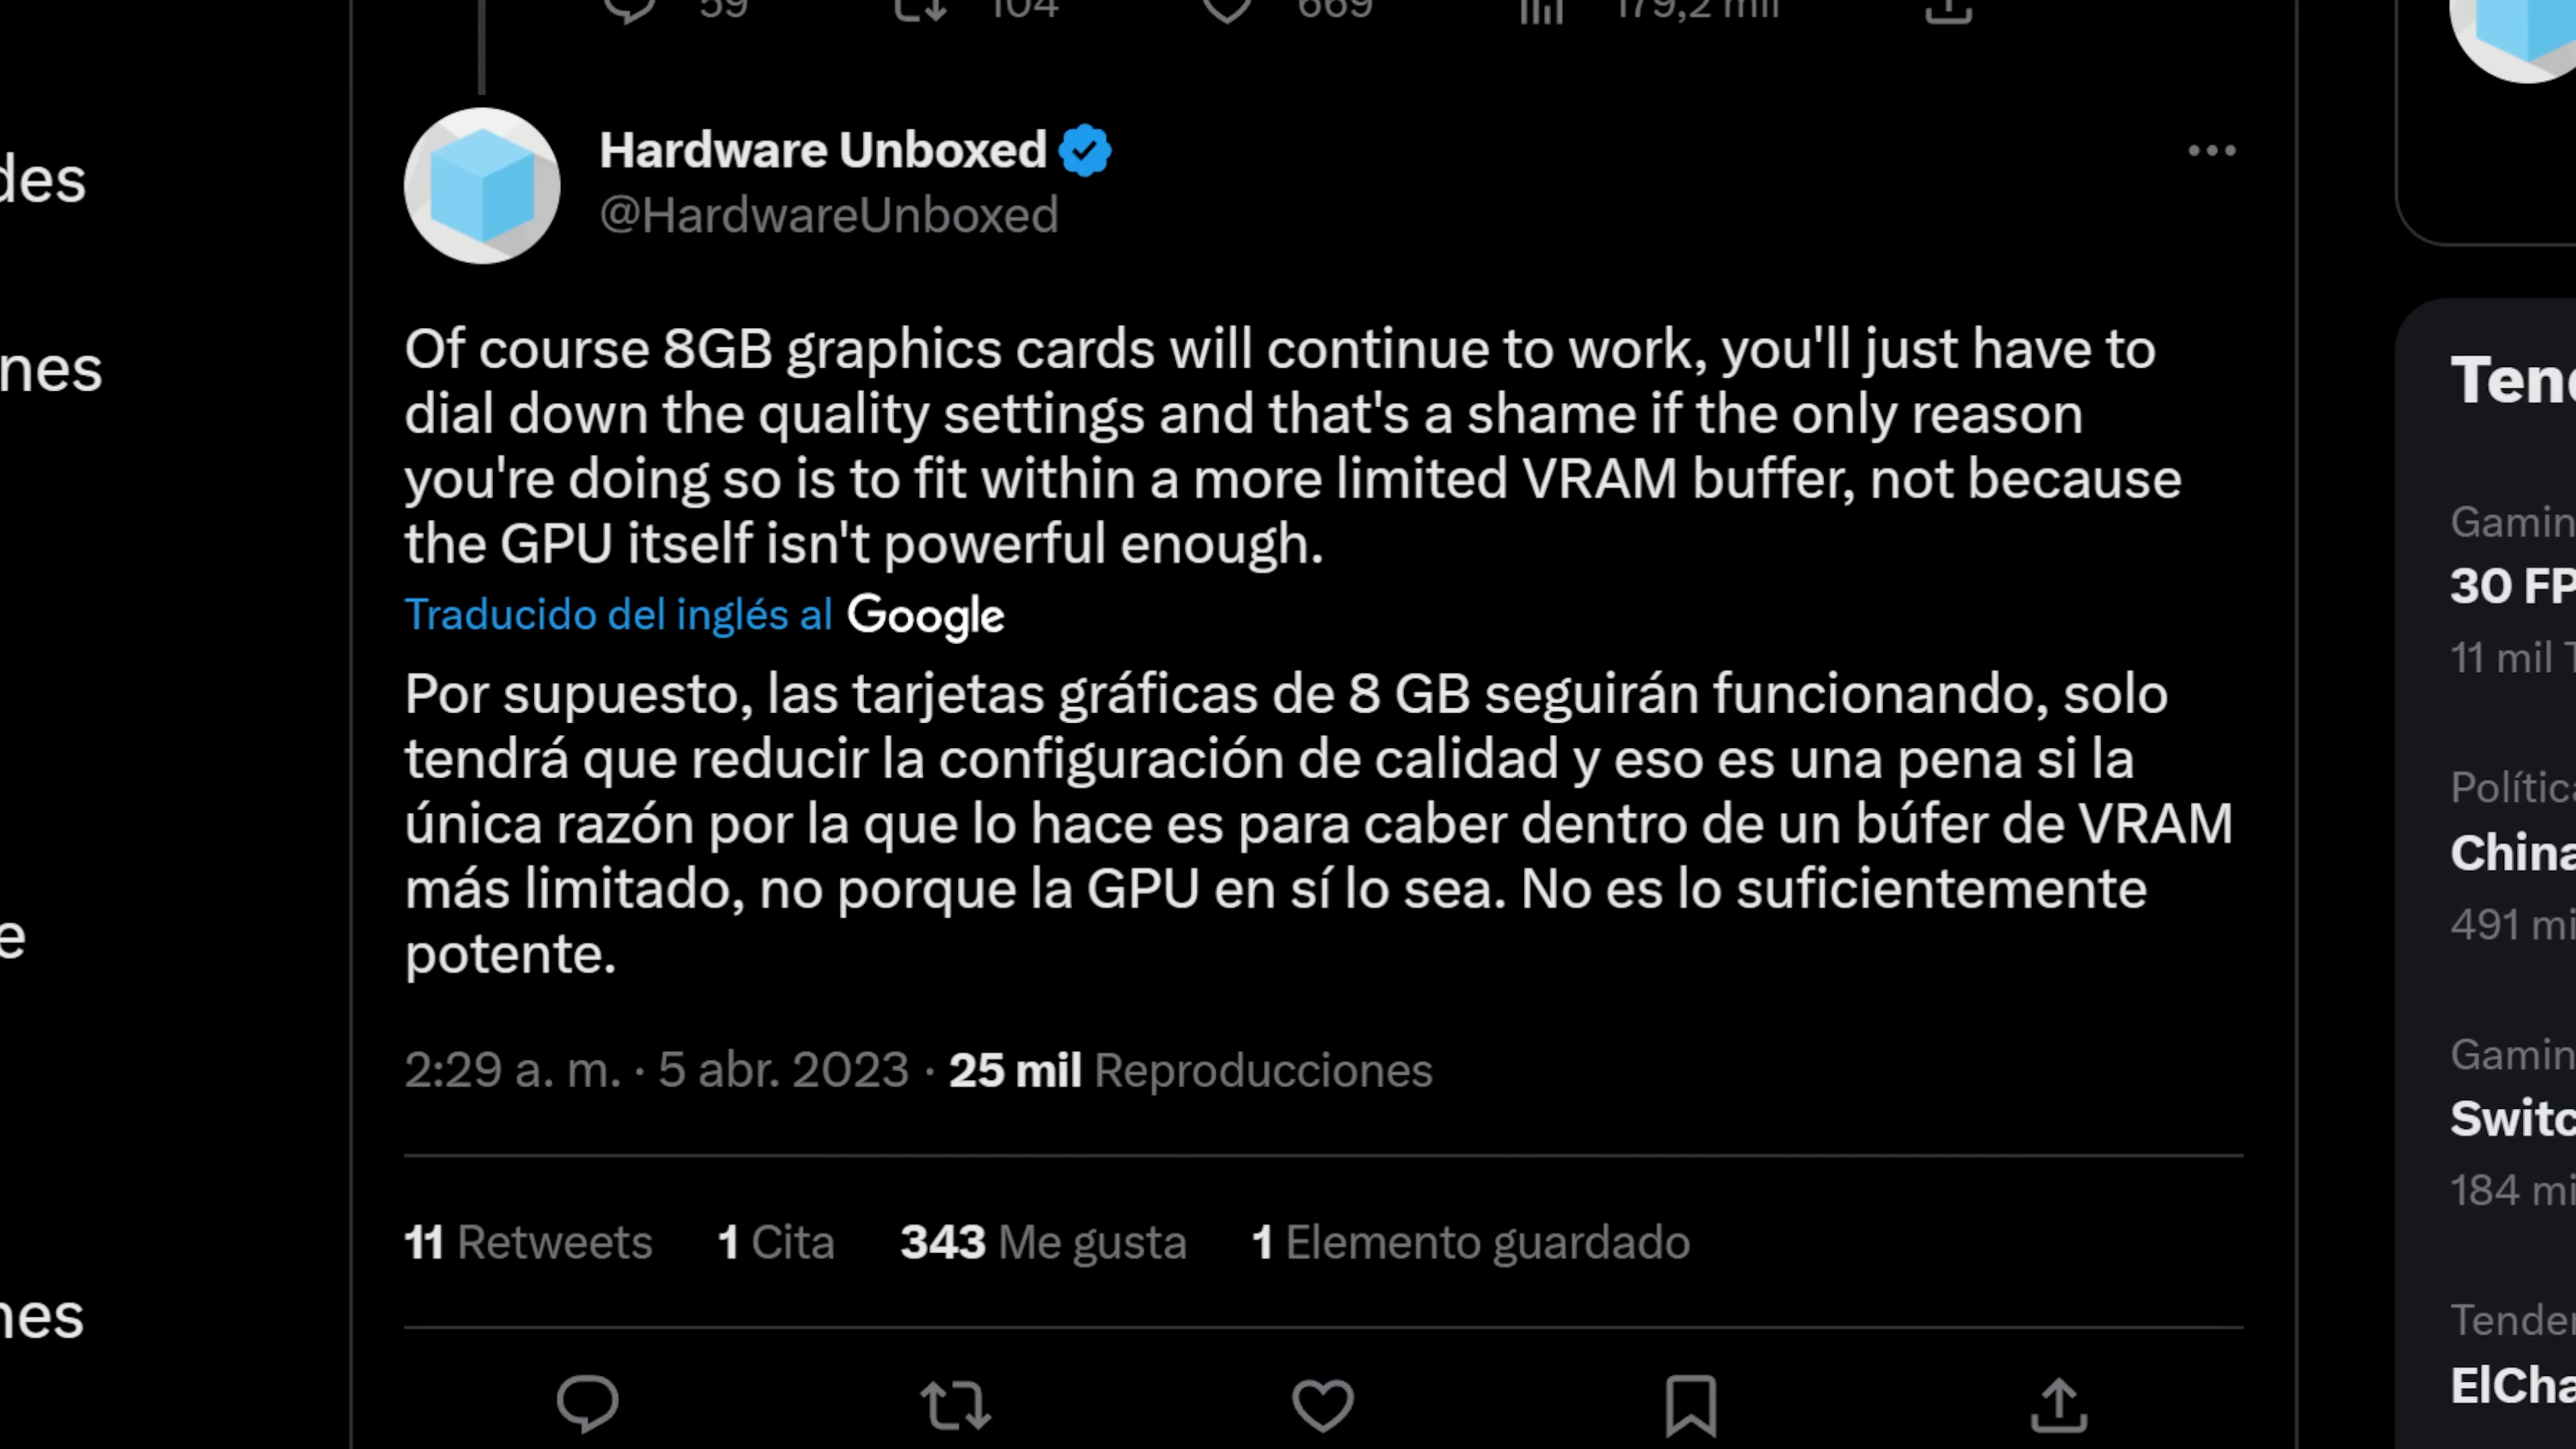 59 104 669 179,2 mil
Hardware Unboxed
@HardwareUnboxed
Of course 8GB graphics cards will continue to work, you'll just have to
dial down the quality settings and that's a shame if the only reason
you're doing so is to fit within a more limited VRAM buffer, not because
the GPU itself isn't powerful enough.
Traducido del inglés al Google
Por supuesto, las tarjetas gráficas de 8 GB seguirán funcionando, solo
tendrá que reducir la configuración de calidad y eso es una pena si la
única razón por la que lo hace es para caber dentro de un búfer de VRAM
más limitado, no porque la GPU en sí lo sea. No es lo suficientemente
potente.
2:29 a. m. · 5 abr. 2023 · 25 mil Reproducciones
11 Retweets 1 Cita 343 Me gusta 1 Elemento guardado
des
nes
e
nes
Tend
Gamin
30 FP
11 mil T
Política
China
491 mi
Gamin
Switc
184 mi
Tender
ElCha